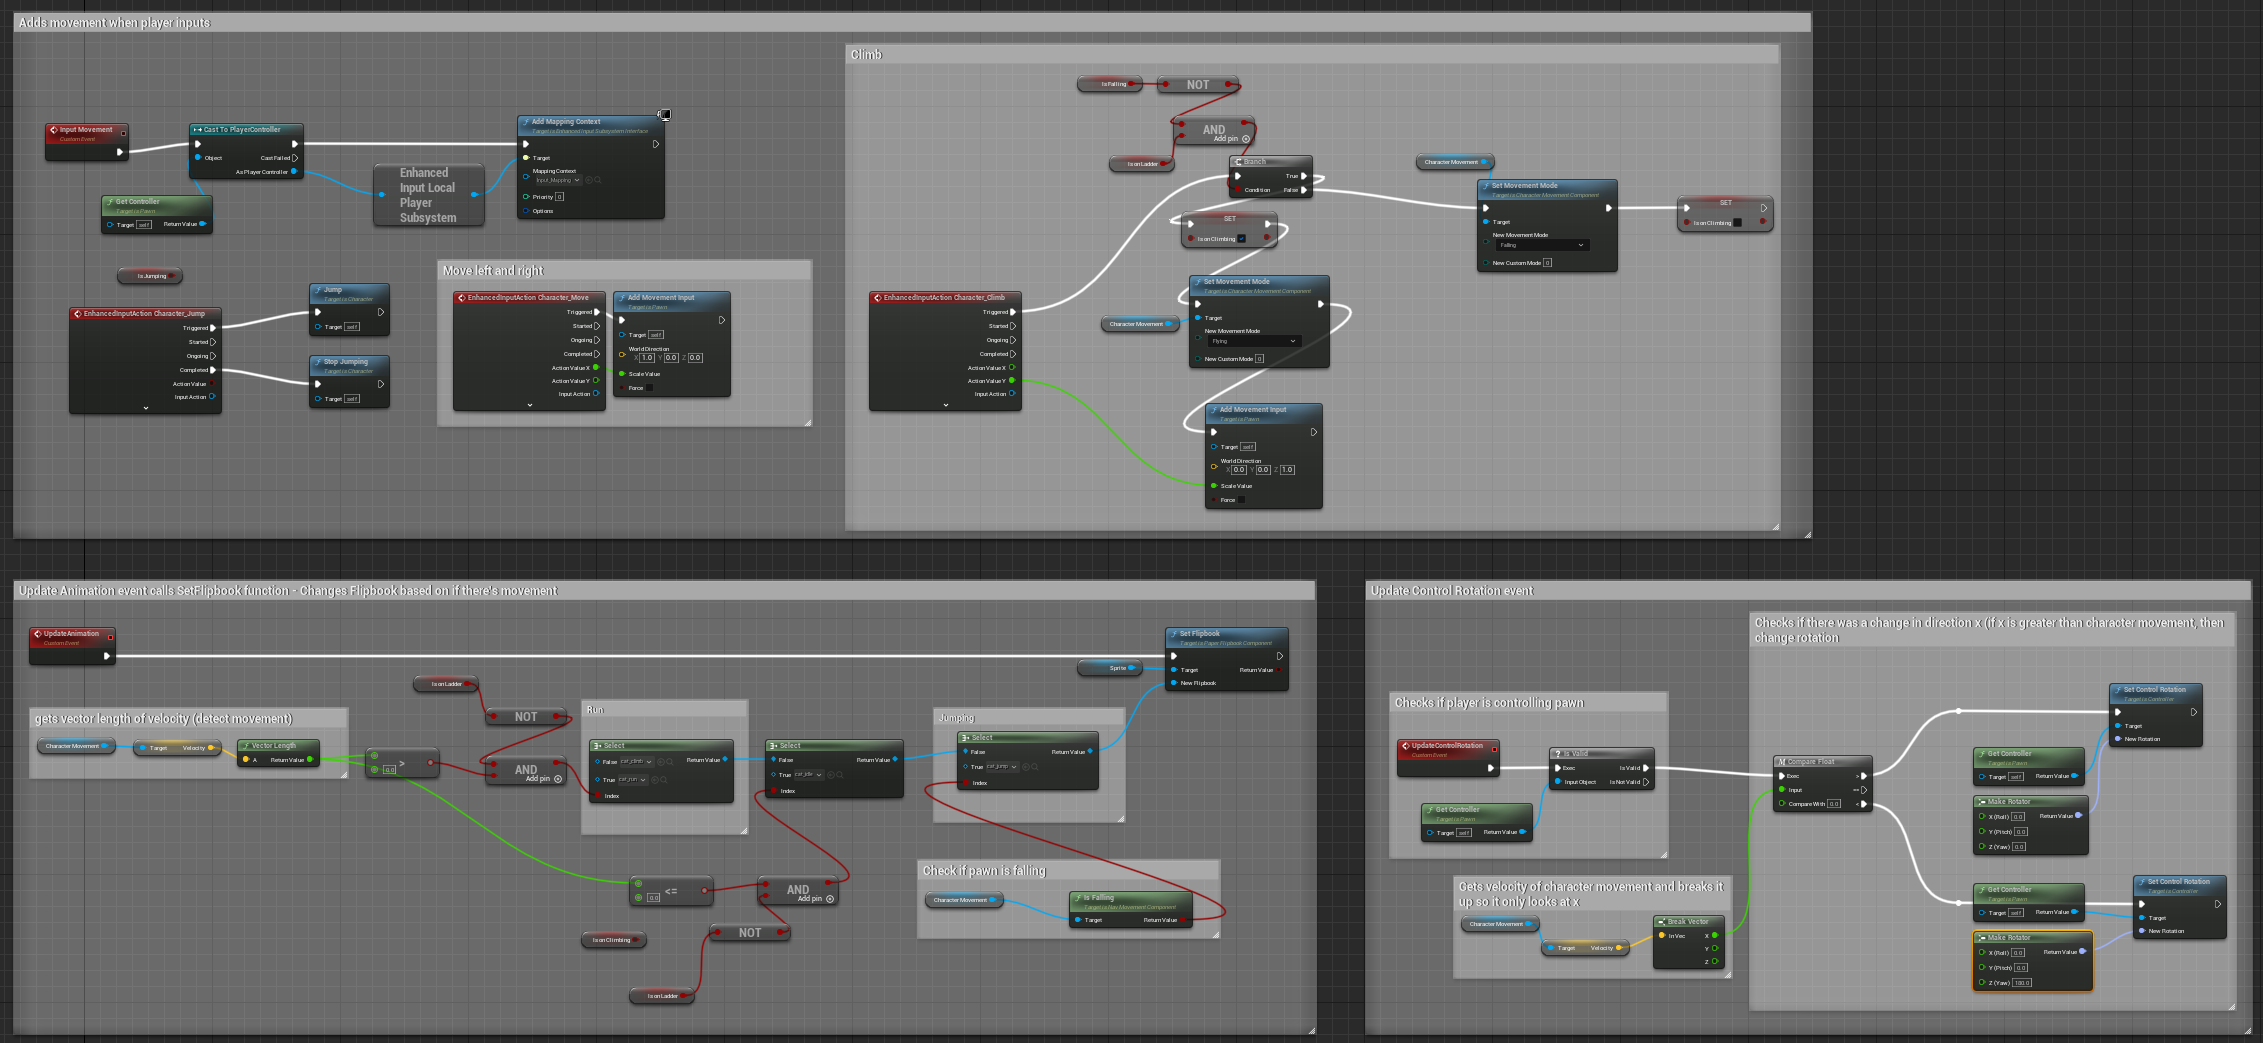 Adds movement when player inputs
Input Movement
Custom Event
Cast To PlayerController
Object
Cast Failed
As Player Controller
Get Controller
Target is Pawn
Target self
Return Value
Enhanced
Input Local
Player
Subsystem
Add Mapping Context
Target is Enhanced Input Subsystem Interface
Target
Mapping Context
Input_Mapping
Priority 0
Options
Is Jumping
EnhancedInputAction Character_Jump
Triggered
Started
Ongoing
Completed
Action Value
Input Action
Jump
Target is Character
Target self
Stop Jumping
Target is Character
Target self
Move left and right
EnhancedInputAction Character_Move
Triggered
Started
Ongoing
Completed
Action Value X
Action Value Y
Input Action
Add Movement Input
Target is Pawn
Target self
World Direction
X 1.0 Y 0.0 Z 0.0
Scale Value
Force
Climb
Is Falling
NOT
AND
Add pin
Is on Ladder
Branch
True
Condition
False
SET
Is on Climbing
EnhancedInputAction Character_Climb
Triggered
Started
Ongoing
Completed
Action Value X
Action Value Y
Input Action
Character Movement
Set Movement Mode
Target is Character Movement Component
Target
New Movement Mode
Flying
New Custom Mode 0
Add Movement Input
Target is Pawn
Target self
World Direction
X 0.0 Y 0.0 Z 1.0
Scale Value
Force
Character Movement
Set Movement Mode
Target is Character Movement Component
Target
New Movement Mode
Falling
New Custom Mode 0
SET
Is on Climbing
Update Animation event calls SetFlipbook function - Changes Flipbook based on if there's movement
UpdateAnimation
Custom Event
Is on Ladder
NOT
gets vector length of velocity (detect movement)
Character Movement
Target
Velocity
Vector Length
A
Return Value
>
0.0
AND
Add pin
Run
Select
False cat_climb
Return Value
True cat_run
Index
Select
False
Return Value
True cat_idle
Index
Jumping
Select
False
Return Value
True cat_jump
Index
Sprite
Set Flipbook
Target is Paper Flipbook Component
Target
Return Value
New Flipbook
<=
0.0
AND
Add pin
Is on Climbing
NOT
Is on Ladder
Check if pawn is falling
Character Movement
Is Falling
Target is Nav Movement Component
Target
Return Value
Update Control Rotation event
Checks if player is controlling pawn
UpdateControlRotation
Custom Event
Is Valid
Exec
Is Valid
Input Object
Is Not Valid
Get Controller
Target is Pawn
Target self
Return Value
Gets velocity of character movement and breaks it
up so it only looks at x
Character Movement
Target
Velocity
Break Vector
In Vec
X
Y
Z
Checks if there was a change in direction x (if x is greater than character movement, then
change rotation
Compare Float
Exec
>
Input
==
Compare With 0.0
<
Set Control Rotation
Target is Controller
Target
New Rotation
Get Controller
Target is Pawn
Target self
Return Value
Make Rotator
X (Roll) 0.0
Return Value
Y (Pitch) 0.0
Z (Yaw) 0.0
Get Controller
Target is Pawn
Target self
Return Value
Set Control Rotation
Target is Controller
Target
New Rotation
Make Rotator
X (Roll) 0.0
Return Value
Y (Pitch) 0.0
Z (Yaw) 180.0